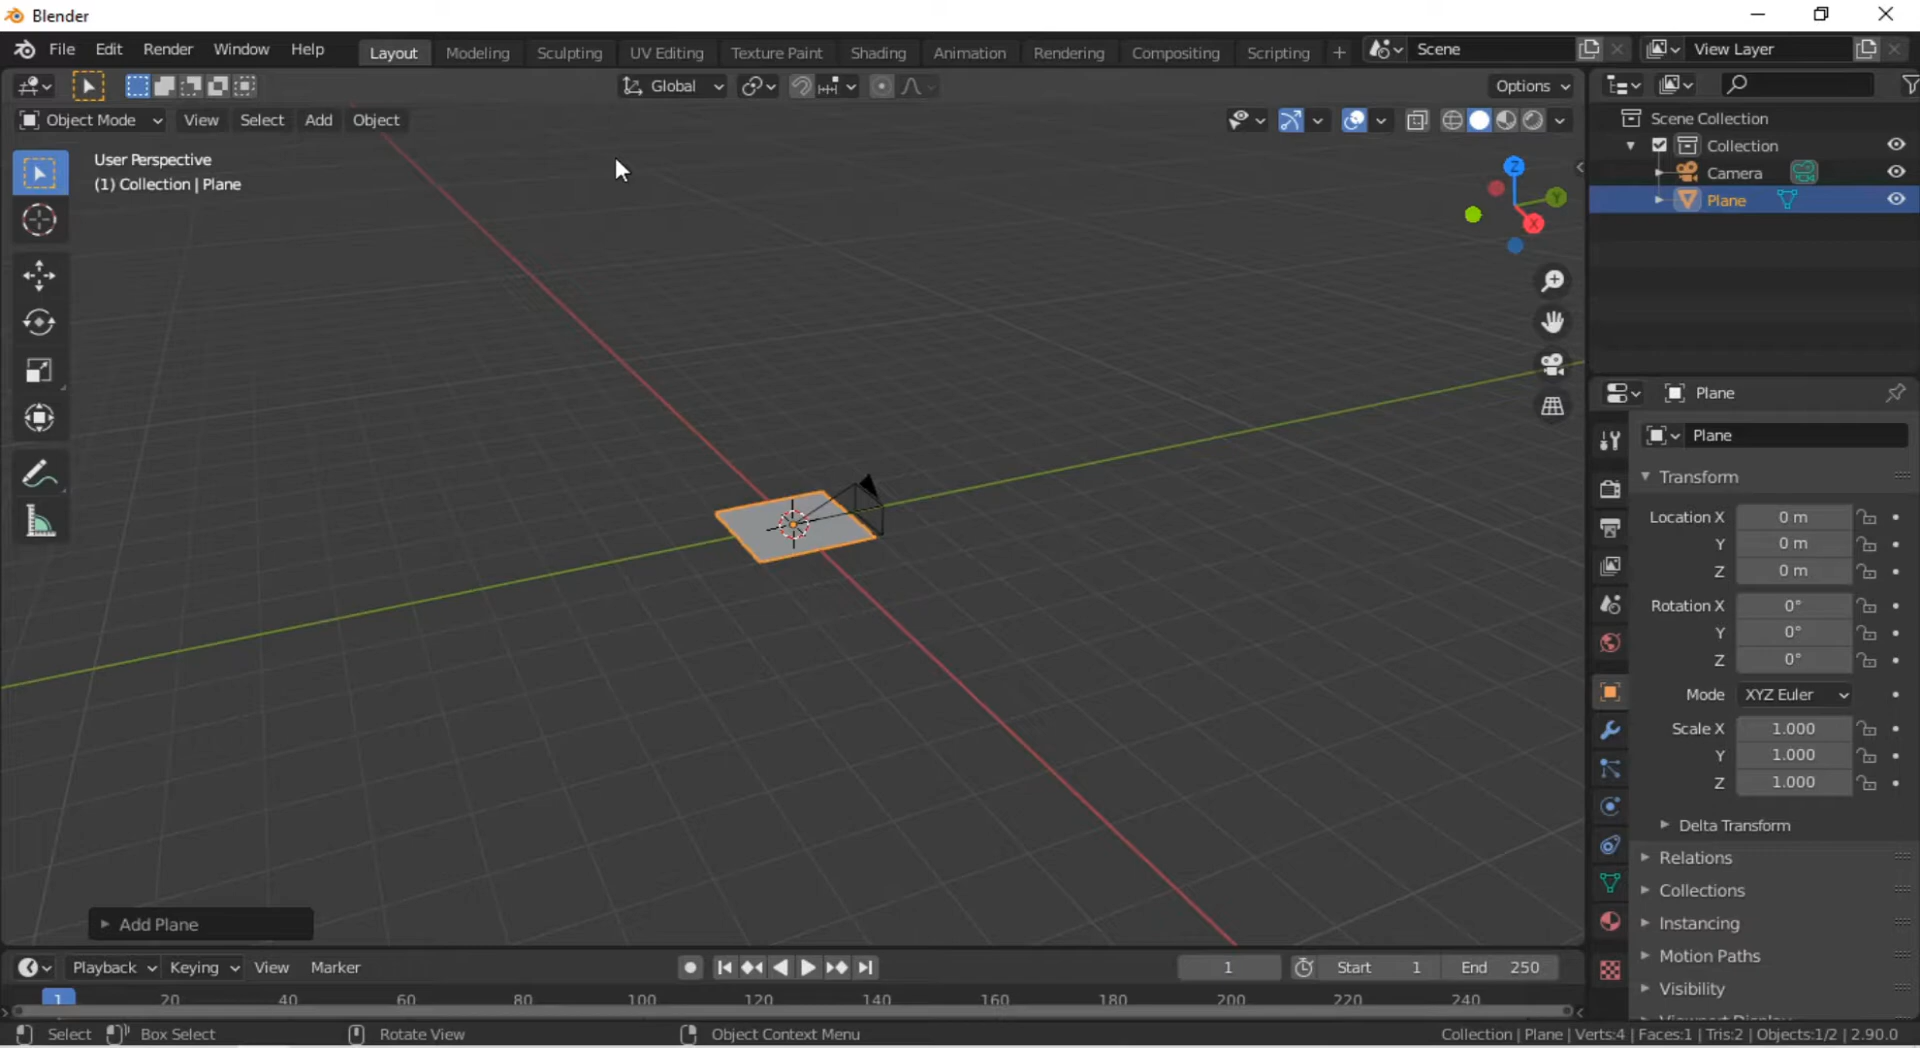 Blender
File Edit Render Window Help Layout Modeling Sculpting UV Editing Texture Paint Shading Animation Rendering Compositing Scripting + Scene View Layer
Global Options
Object Mode View Select Add Object
User Perspective
(1) Collection | Plane
Z
Y
X
Add Plane
Scene Collection
Collection
Camera
Plane
Plane
Plane
Transform
Location X 0 m
Y 0 m
Z 0 m
Rotation X 0°
Y 0°
Z 0°
Mode XYZ Euler
Scale X 1.000
Y 1.000
Z 1.000
Delta Transform
Relations
Collections
Instancing
Motion Paths
Visibility
Viewport Display
Playback Keying View Marker 1 Start 1 End 250
1 20 40 60 80 100 120 140 160 180 200 220 240
Select Box Select Rotate View Object Context Menu Collection | Plane | Verts:4 | Faces:1 | Tris:2 | Objects:1/2 | 2.90.0